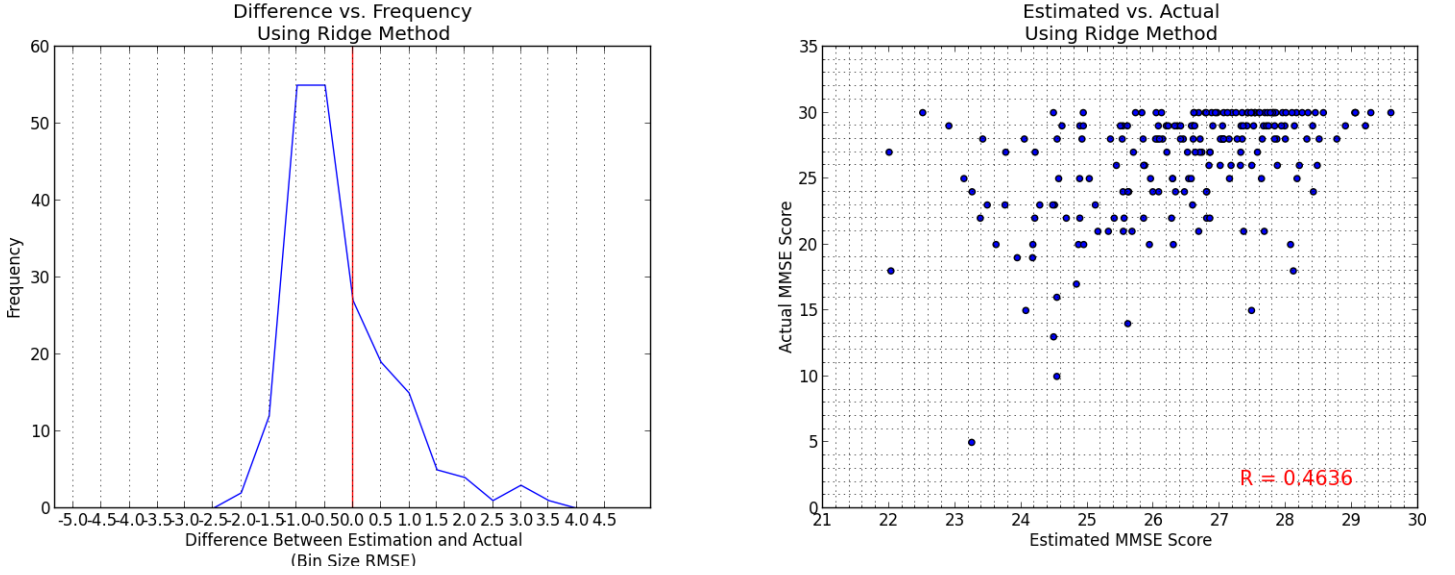 Difference vs. Frequency
Using Ridge Method
60
50
40
30
20
10
0
Frequency
-5.0 -4.5 -4.0 -3.5 -3.0 -2.5 -2.0 -1.5 -1.0 -0.5 0.0 0.5 1.0 1.5 2.0 2.5 3.0 3.5 4.0 4.5
Difference Between Estimation and Actual
(Bin Size RMSE)
Estimated vs. Actual
Using Ridge Method
35
30
25
20
15
10
5
0
Actual MMSE Score
R = 0.4636
21 22 23 24 25 26 27 28 29 30
Estimated MMSE Score